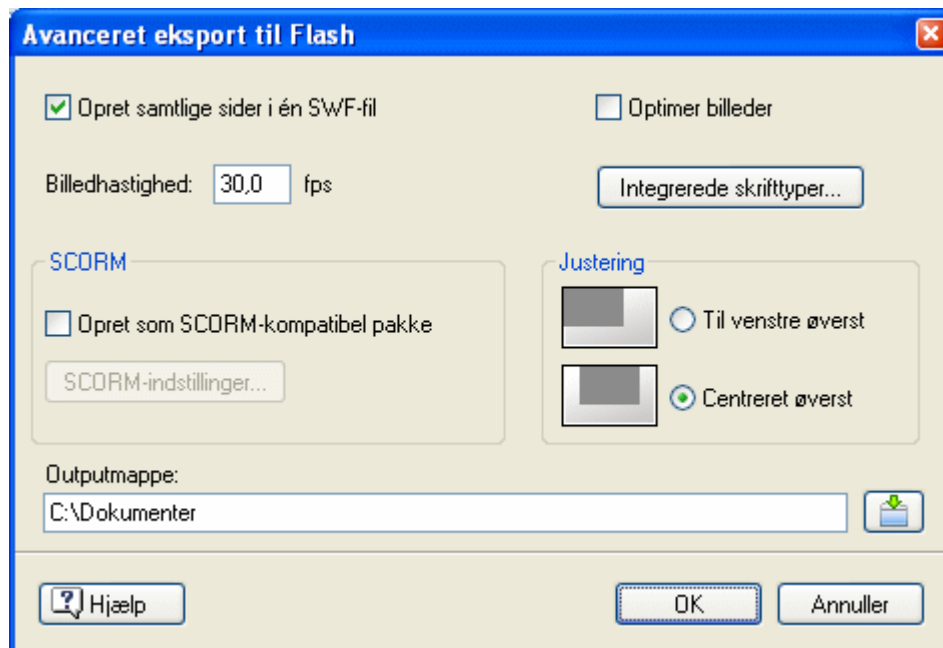 Avanceret eksport til Flash
Opret samtlige sider i én SWF-fil
Optimer billeder
Billedhastighed: 30,0 fps
Integrerede skrifttyper...
SCORM
Opret som SCORM-kompatibel pakke
SCORM-indstillinger...
Justering
Til venstre øverst
Centreret øverst
Outputmappe:
C:\Dokumenter
Hjælp
OK
Annuller